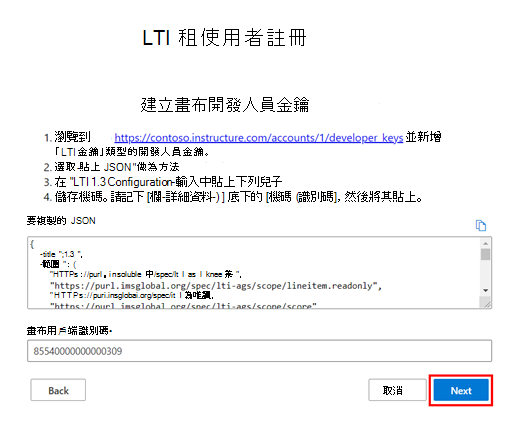 LTI 租使用者註冊
建立畫布開發人員金鑰
1. 瀏覽到 https://contoso.instructure.com/accounts/1/developer_keys 並新增
「LTI 金鑰」類型的開發人員金鑰。
2. 選取-貼上 JSON"做為方法
3. 在 "LTI 1.3 Configuration-輸入中貼上下列兒子
4. 儲存機碼。請記下 [欄-詳細資料-) ] 底下的 [機碼 (識別碼], 然後將其貼上。
要複製的 JSON
{
-title ";1.3 ",
-範圍 ": (
"HTTPs ://purl。insoluble 中/spec/lt I as I knee 茶 ",
"https://purl.imsglobal.org/spec/lti-ags/scope/lineitem.readonly",
"HTTPs ://puri.insglobai.org/spec/lt I 為唯讀,
"https://purl.imsglobal.org/spec/lti-ags/scope/score"
畫布用戶端識別碼*
85540000000000309
Back 取消 Next